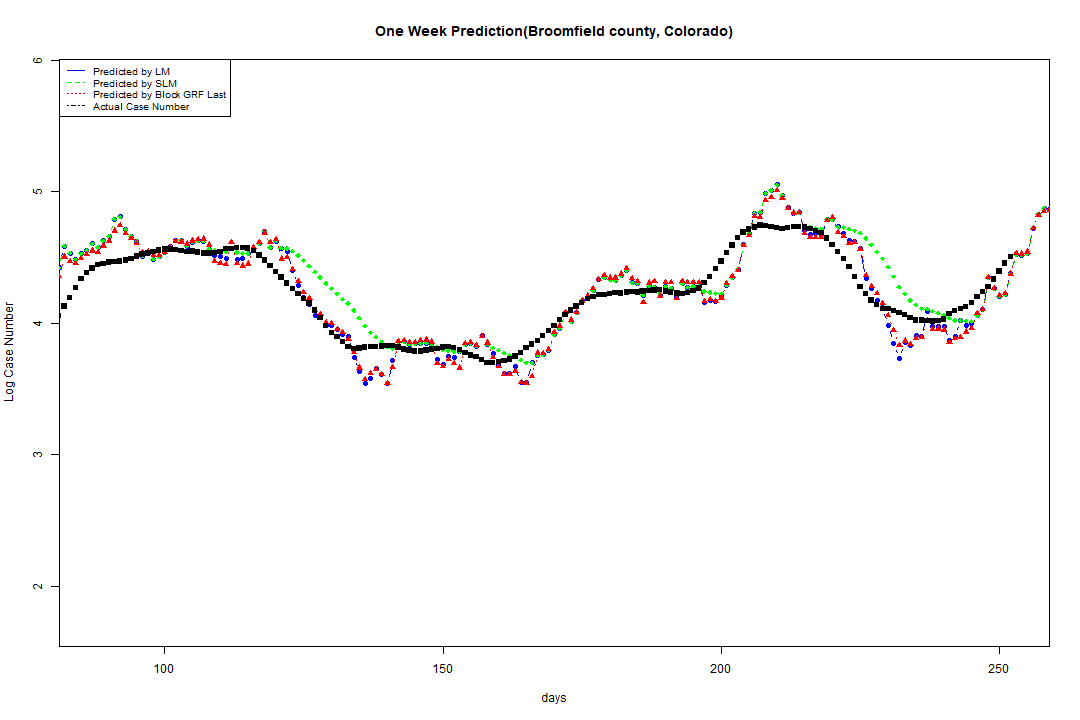 One Week Prediction(Broomfield county, Colorado)
Predicted by LM
Predicted by SLM
Predicted by Block GRF Last
Actual Case Number
6
5
4
3
2
Log Case Number
100 150 200 250
days